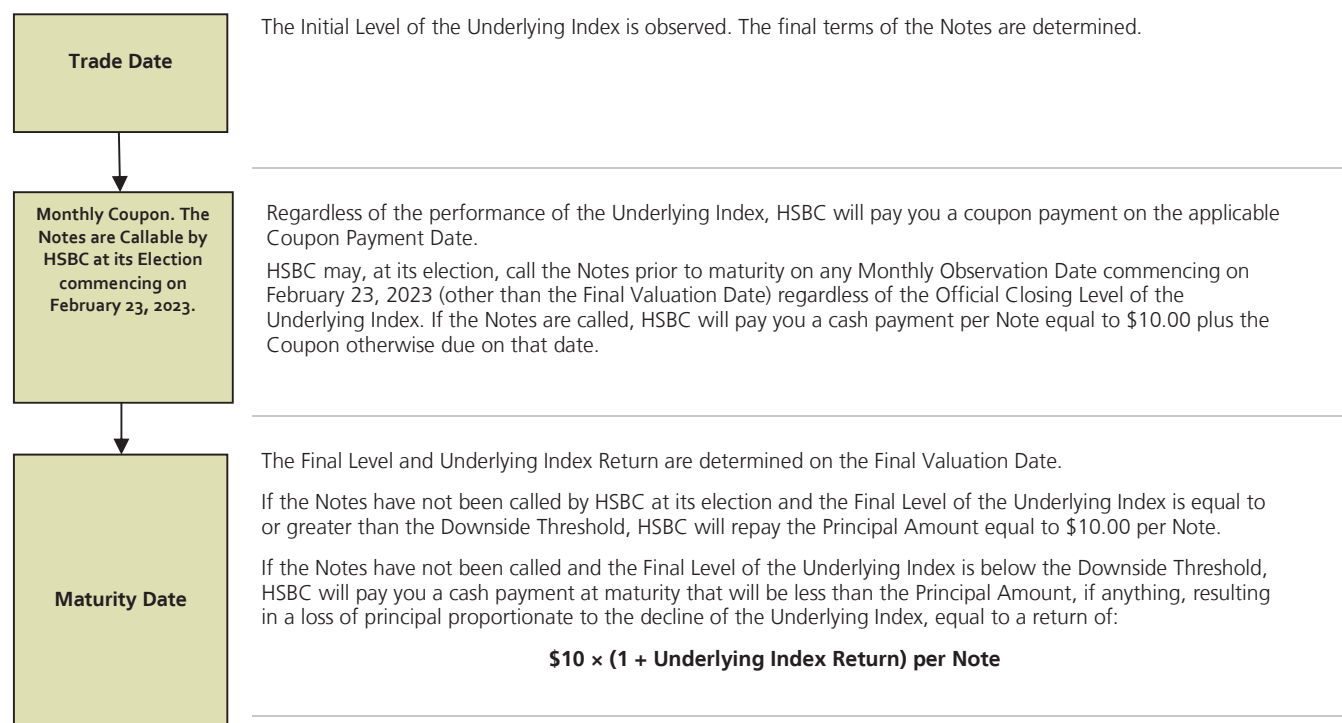 Trade Date
The Initial Level of the Underlying Index is observed. The final terms of the Notes are determined.
Monthly Coupon. The
Notes are Callable by
HSBC at its Election
commencing on
February 23, 2023.
Regardless of the performance of the Underlying Index, HSBC will pay you a coupon payment on the applicable
Coupon Payment Date.
HSBC may, at its election, call the Notes prior to maturity on any Monthly Observation Date commencing on
February 23, 2023 (other than the Final Valuation Date) regardless of the Official Closing Level of the
Underlying Index. If the Notes are called, HSBC will pay you a cash payment per Note equal to $10.00 plus the
Coupon otherwise due on that date.
Maturity Date
The Final Level and Underlying Index Return are determined on the Final Valuation Date.
If the Notes have not been called by HSBC at its election and the Final Level of the Underlying Index is equal to
or greater than the Downside Threshold, HSBC will repay the Principal Amount equal to $10.00 per Note.
If the Notes have not been called and the Final Level of the Underlying Index is below the Downside Threshold,
HSBC will pay you a cash payment at maturity that will be less than the Principal Amount, if anything, resulting
in a loss of principal proportionate to the decline of the Underlying Index, equal to a return of:
$10 × (1 + Underlying Index Return) per Note